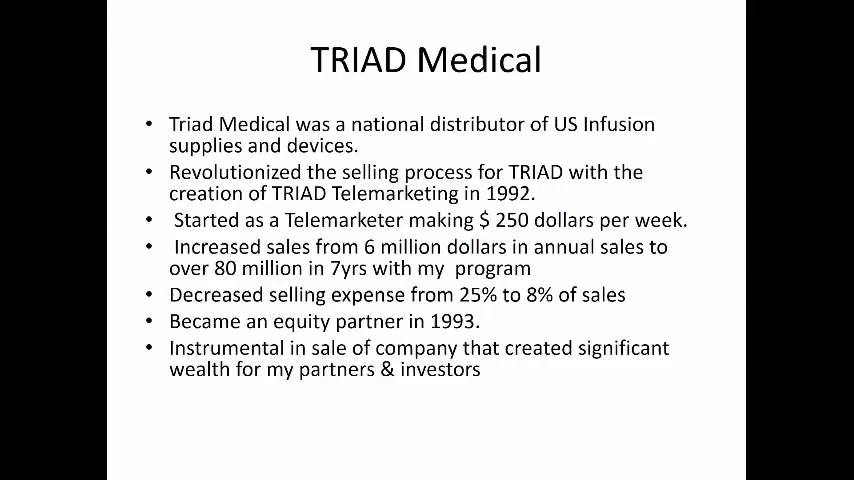 TRIAD Medical
• Triad Medical was a national distributor of US Infusion
supplies and devices.
• Revolutionized the selling process for TRIAD with the
creation of TRIAD Telemarketing in 1992.
• Started as a Telemarketer making $ 250 dollars per week.
• Increased sales from 6 million dollars in annual sales to
over 80 million in 7yrs with my  program
• Decreased selling expense from 25% to 8% of sales
• Became an equity partner in 1993.
• Instrumental in sale of company that created significant
wealth for my partners & investors